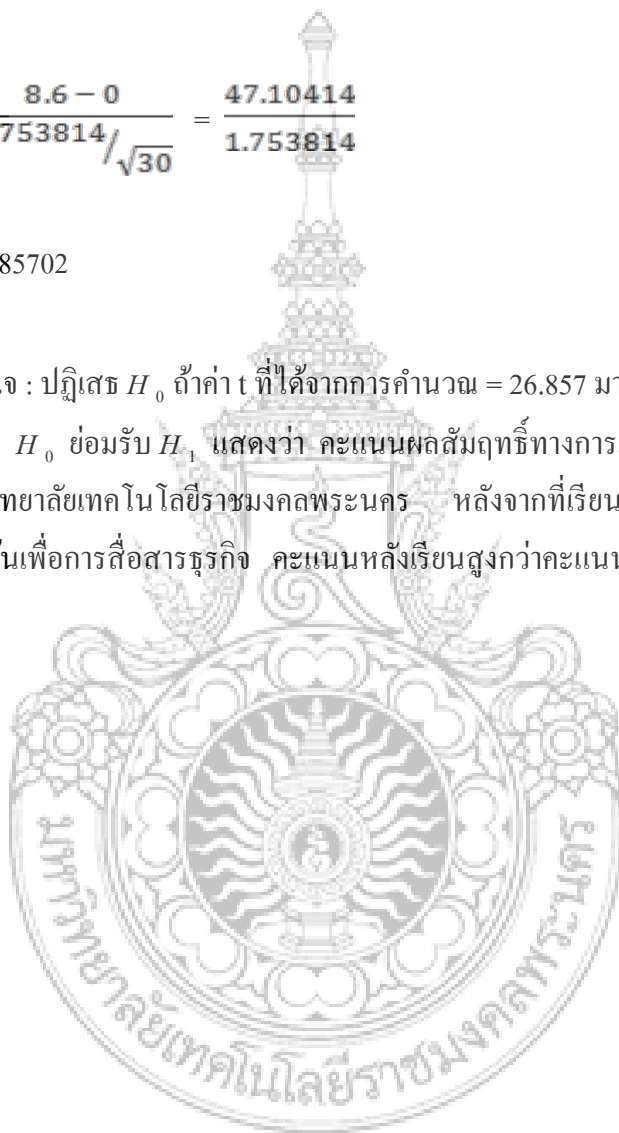 8.6 − 0 / 753814/√30 = 47.10414 / 1.753814
85702
เจ : ปฏิเสธ H₀ ถ้าค่า t ที่ได้จากการคำนวณ = 26.857 มา
H₀ ย่อมรับ H₁ แสดงว่า คะแนนผลสัมฤทธิ์ทางการ
ทยาลัยเทคโนโลยีราชมงคลพระนคร หลังจากที่เรียน
ในเพื่อการสื่อสารธุรกิจ คะแนนหลังเรียนสูงกว่าคะแนน
มหาวิทยาลัยเทคโนโลยีราชมงคลพระนคร